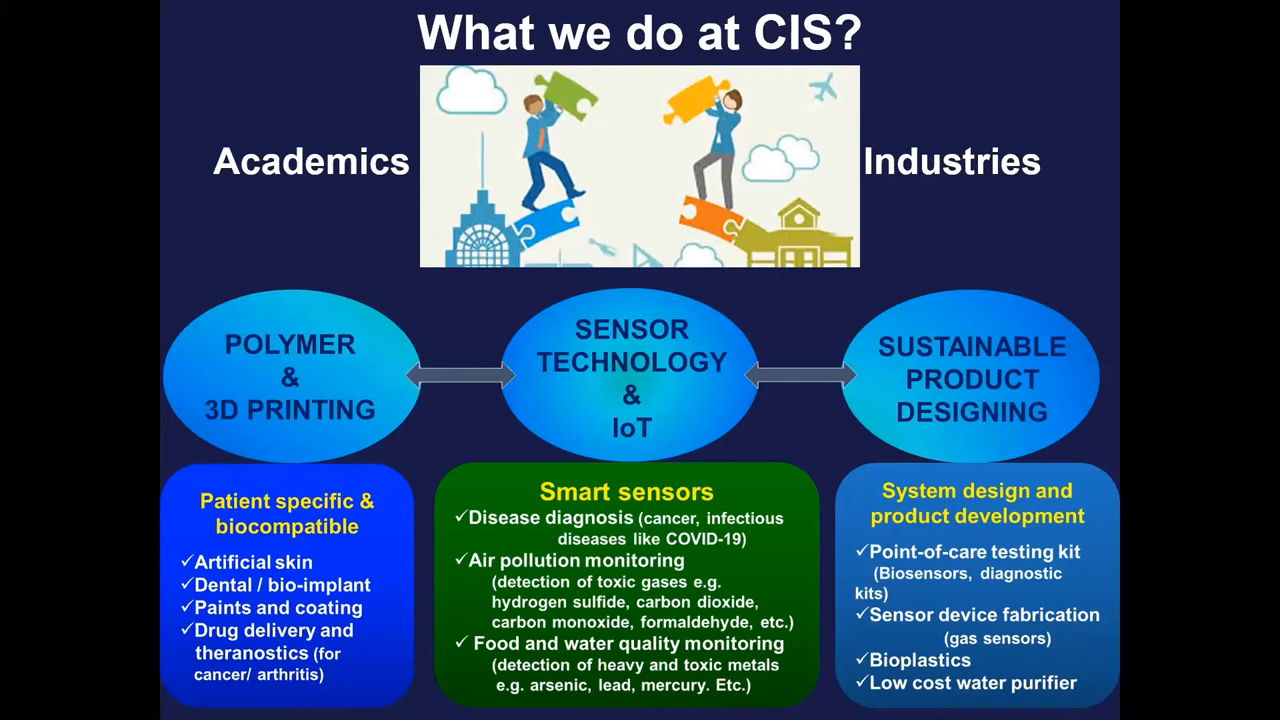 What we do at CIS?
Academics
Industries
POLYMER
&
3D PRINTING
SENSOR
TECHNOLOGY
&
IoT
SUSTAINABLE
PRODUCT
DESIGNING
Patient specific &
biocompatible
✓Artificial skin
✓Dental / bio-implant
✓Paints and coating
✓Drug delivery and
theranostics (for
cancer/ arthritis)
Smart sensors
✓Disease diagnosis (cancer, infectious
diseases like COVID-19)
✓Air pollution monitoring
(detection of toxic gases e.g.
hydrogen sulfide, carbon dioxide,
carbon monoxide, formaldehyde, etc.)
✓ Food and water quality monitoring
(detection of heavy and toxic metals
e.g. arsenic, lead, mercury. Etc.)
System design and
product development
✓Point-of-care testing kit
(Biosensors, diagnostic
kits)
✓Sensor device fabrication
(gas sensors)
✓Bioplastics
✓Low cost water purifier